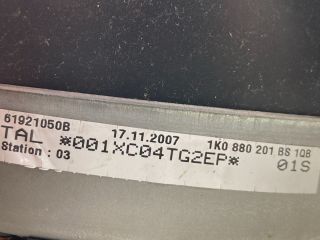 61921050B 17.11.2007 1K0 880 201 BS 1QB
TAL *001XC04TG2EP*
Station : 03 01S